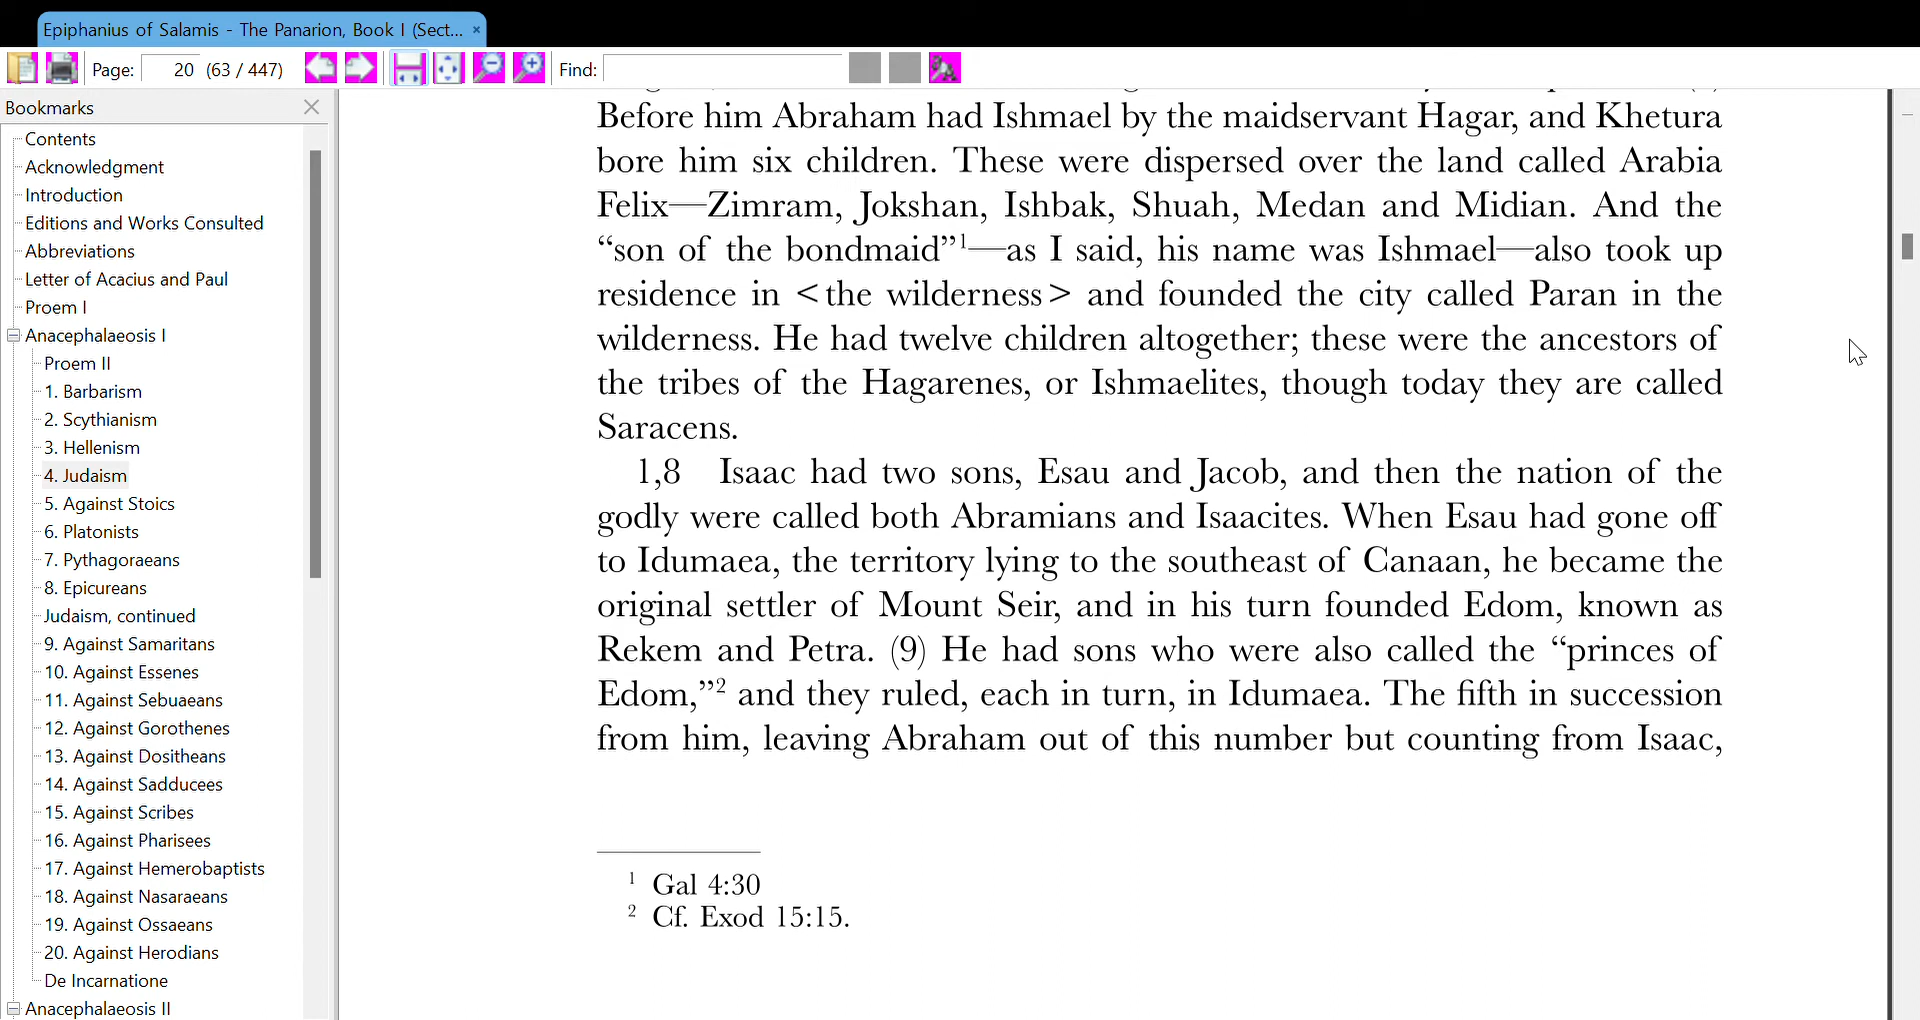 Epiphanius of Salamis - The Panarion, Book I (Sect... ×
Page: 20 (63 / 447) Find:
Bookmarks
Contents
Acknowledgment
Introduction
Editions and Works Consulted
Abbreviations
Letter of Acacius and Paul
Proem I
Anacephalaeosis I
Proem II
1. Barbarism
2. Scythianism
3. Hellenism
4. Judaism
5. Against Stoics
6. Platonists
7. Pythagoraeans
8. Epicureans
Judaism, continued
9. Against Samaritans
10. Against Essenes
11. Against Sebuaeans
12. Against Gorothenes
13. Against Dositheans
14. Against Sadducees
15. Against Scribes
16. Against Pharisees
17. Against Hemerobaptists
18. Against Nasaraeans
19. Against Ossaeans
20. Against Herodians
De Incarnatione
Anacephalaeosis II
Before him Abraham had Ishmael by the maidservant Hagar, and Khetura
bore him six children. These were dispersed over the land called Arabia
Felix—Zimram, Jokshan, Ishbak, Shuah, Medan and Midian. And the
“son of the bondmaid”¹—as I said, his name was Ishmael—also took up
residence in <the wilderness> and founded the city called Paran in the
wilderness. He had twelve children altogether; these were the ancestors of
the tribes of the Hagarenes, or Ishmaelites, though today they are called
Saracens.
1,8 Isaac had two sons, Esau and Jacob, and then the nation of the
godly were called both Abramians and Isaacites. When Esau had gone off
to Idumaea, the territory lying to the southeast of Canaan, he became the
original settler of Mount Seir, and in his turn founded Edom, known as
Rekem and Petra. (9) He had sons who were also called the “princes of
Edom,”² and they ruled, each in turn, in Idumaea. The fifth in succession
from him, leaving Abraham out of this number but counting from Isaac,
¹ Gal 4:30
² Cf. Exod 15:15.